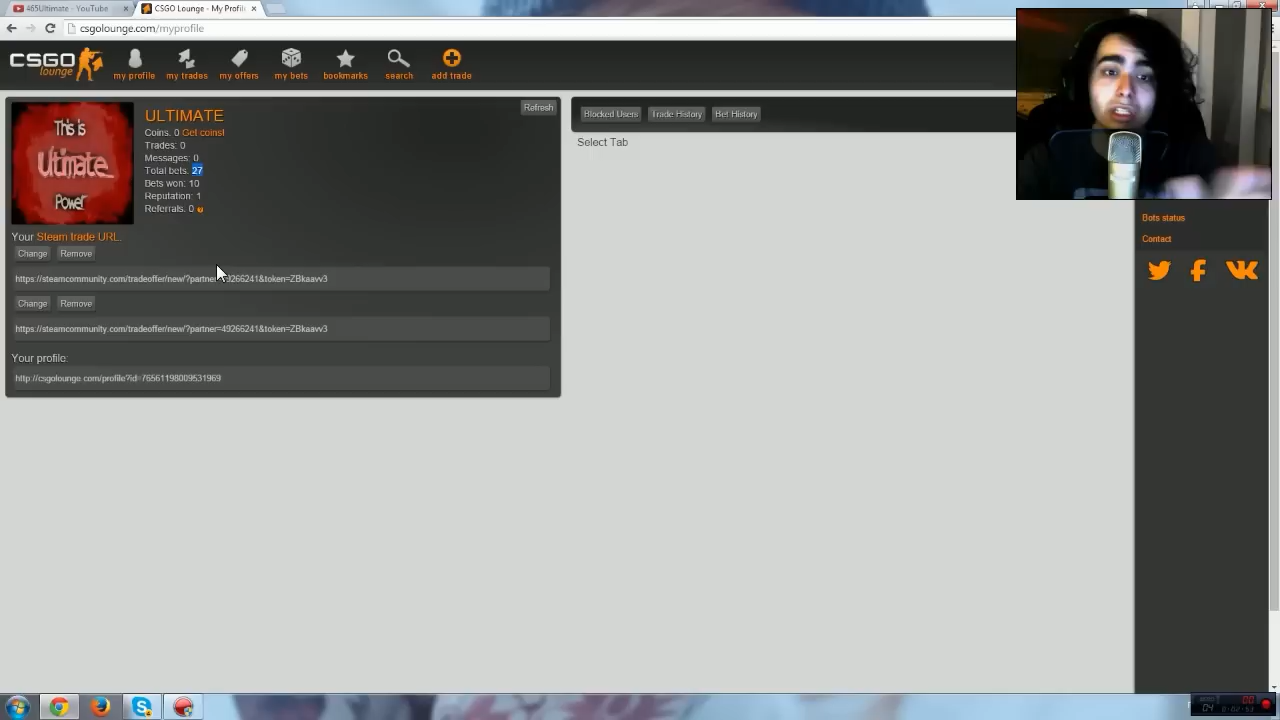 465Ultimate - YouTube
CSGO Lounge - My Profile
csgolounge.com/myprofile
CSGO
lounge
my profile
my trades
my offers
my bets
bookmarks
search
add trade
This is
Ultimate
Power
ULTIMATE
Refresh
Coins. 0 Get coins!
Trades: 0
Messages: 0
Total bets. 27
Bets won: 10
Reputation: 1
Referrals. 0
Your Steam trade URL.
Change Remove
https://steamcommunity.com/tradeoffer/new/?partner=49266241&token=ZBkaavv3
Change Remove
https://steamcommunity.com/tradeoffer/new/?partner=49266241&token=ZBkaavv3
Your profile:
http://csgolounge.com/profile?id=76561198009531969
Blocked Users Trade History Bet History
Select Tab
Bots status
Contact